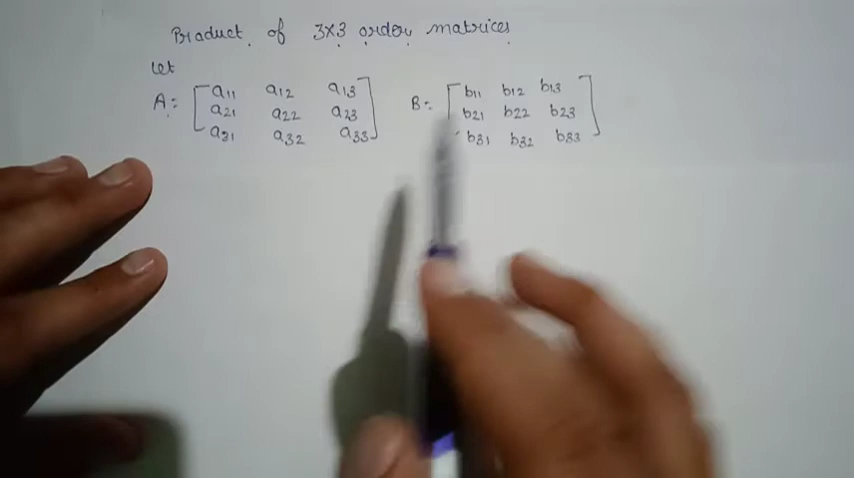 Product of 3x3 order matrices
Let
A = [ a11 a12 a13 B = [ b11 b12 b13 ]
a21 a22 a23 b21 b22 b23
a31 a32 a33 ] b31 b32 b33